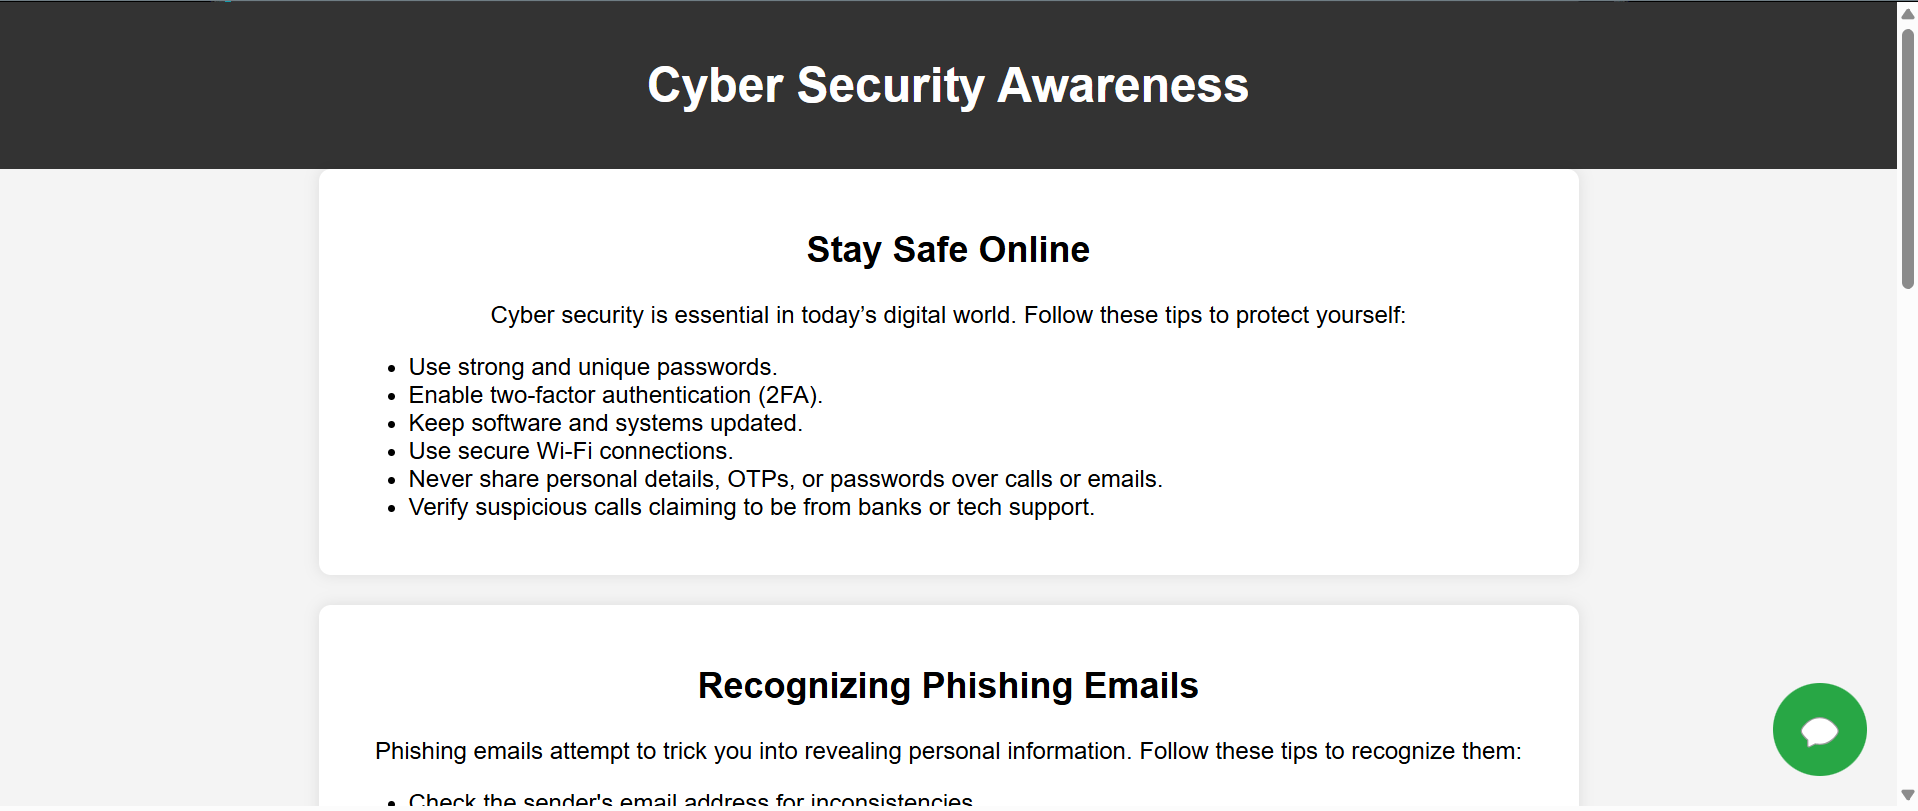 Cyber Security Awareness
Stay Safe Online
Cyber security is essential in today’s digital world. Follow these tips to protect yourself:
Use strong and unique passwords.
Enable two-factor authentication (2FA).
Keep software and systems updated.
Use secure Wi-Fi connections.
Never share personal details, OTPs, or passwords over calls or emails.
Verify suspicious calls claiming to be from banks or tech support.
Recognizing Phishing Emails
Phishing emails attempt to trick you into revealing personal information. Follow these tips to recognize them:
Check the sender's email address for inconsistencies